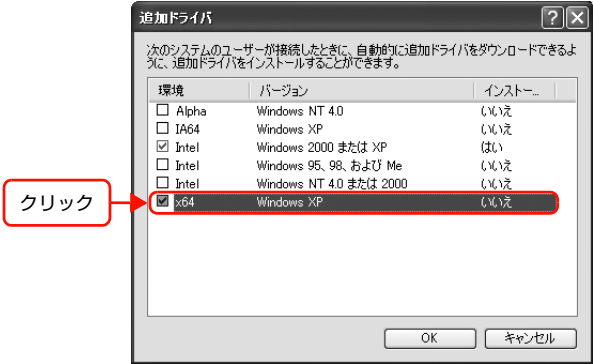 追加ドライバ
次のシステムのユーザーが接続したときに、自動的に追加ドライバをダウンロードできるよ
うに、追加ドライバをインストールすることができます。
環境 バージョン インストー...
Alpha Windows NT 4.0 いいえ
IA64 Windows XP いいえ
Intel Windows 2000 または XP はい
Intel Windows 95、98、および Me いいえ
Intel Windows NT 4.0 または 2000 いいえ
クリック
x64 Windows XP いいえ
OK キャンセル